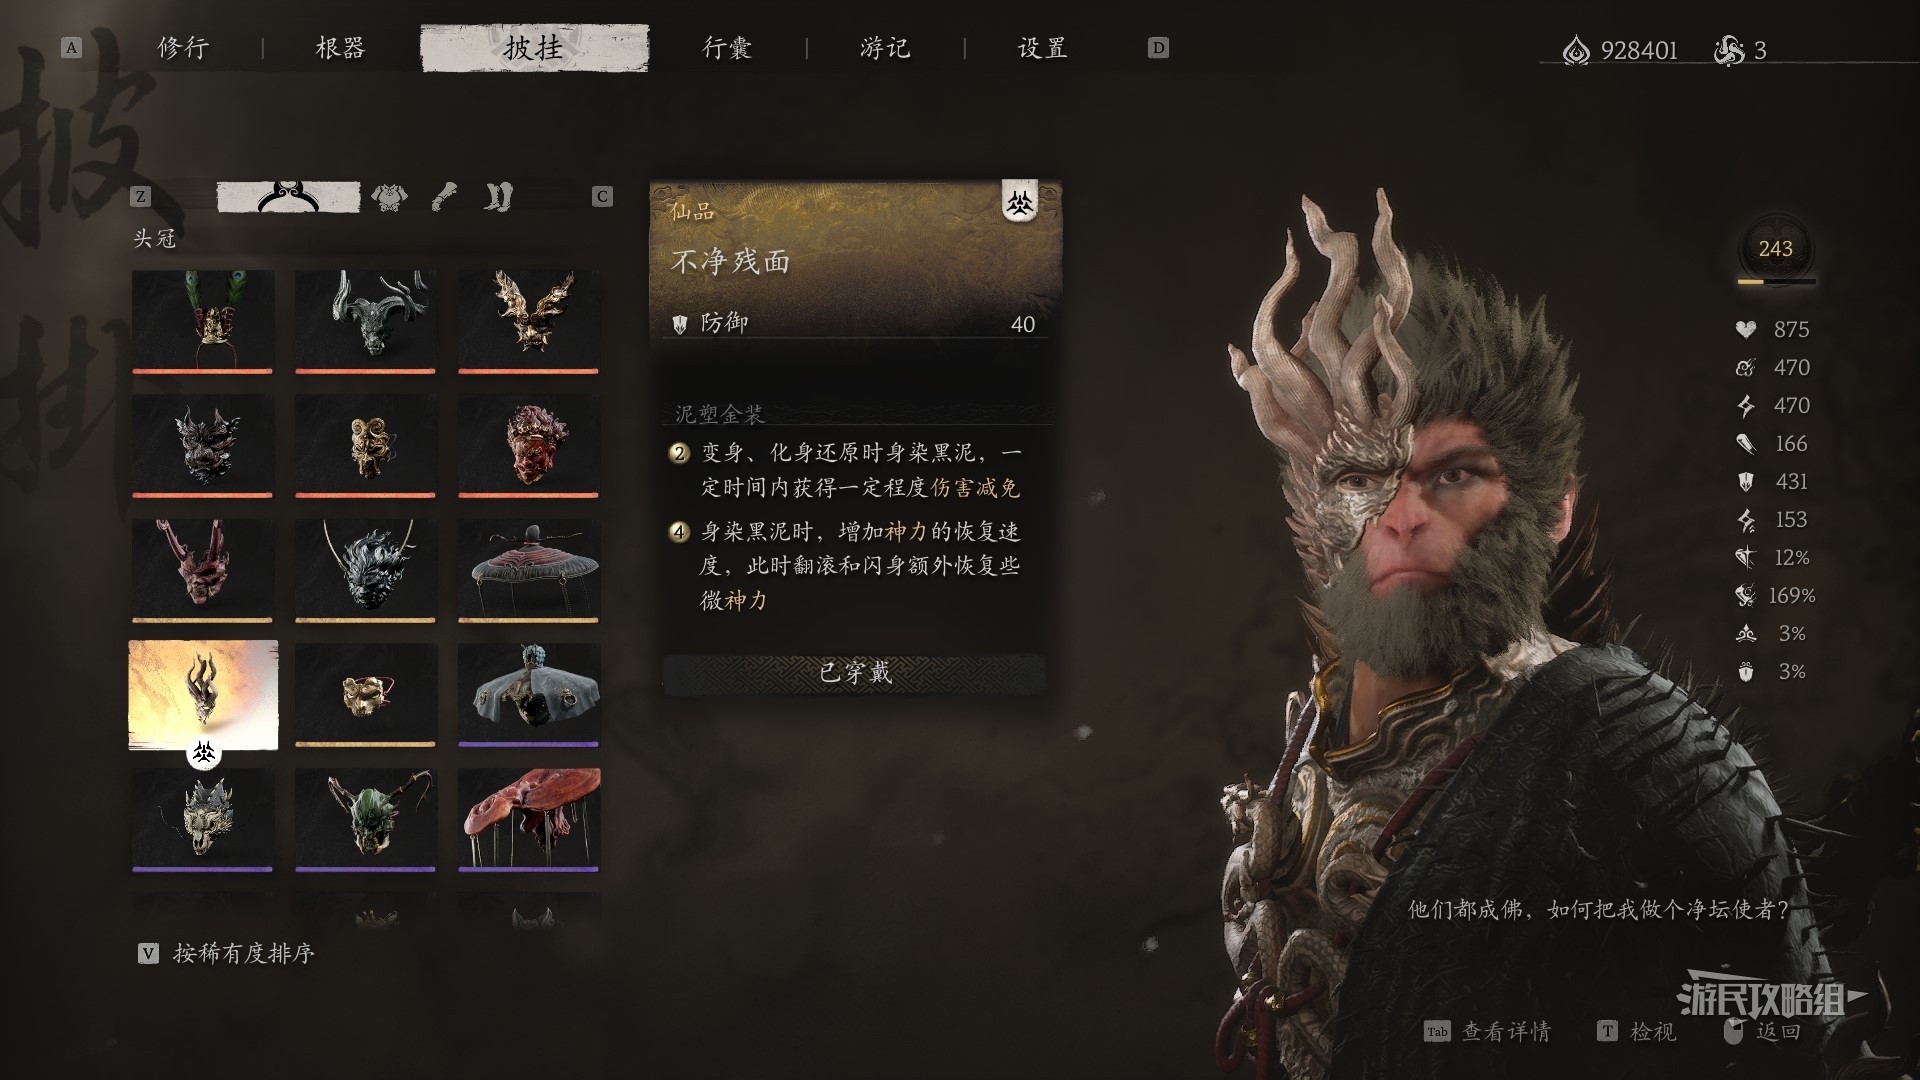 A 修行 根器 披挂 行囊 游记 设置 D
928401 3
披挂
Z C
头冠
仙品
不净残面
防御 40
泥塑金装
2 变身、化身还原时身染黑泥，一
定时间内获得一定程度伤害减免
4 身染黑泥时，增加神力的恢复速
度，此时翻滚和闪身额外恢复些
微神力
已穿戴
243
875
470
470
166
431
153
12%
169%
3%
3%
他们都成佛，如何把我做个净坛使者？
V 按稀有度排序
游民攻略组
Tab 查看详情 T 检视 返回